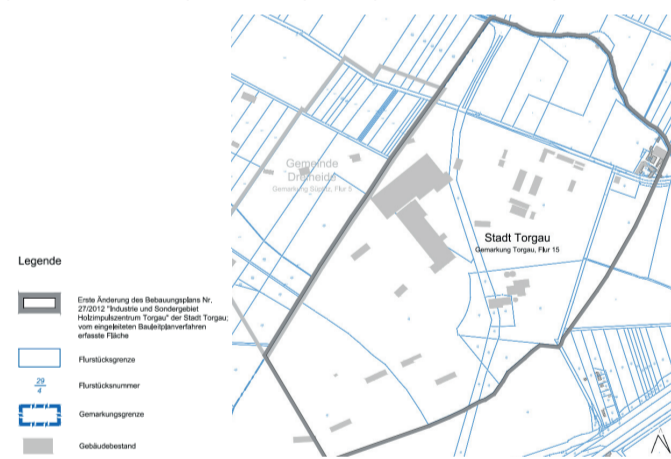 Gemeinde
Dreiheide
Gemarkung Süptitz, Flur 5
Stadt Torgau
Gemarkung Torgau, Flur 15
Legende
Erste Änderung des Bebauungsplans Nr.
27/2012 "Industrie und Sondergebiet
Holzimpulszentrum Torgau" der Stadt Torgau;
vom eingeleiteten Bauleitplanverfahren
erfasste Fläche
Flurstücksgrenze
29
4
Flurstücksnummer
Gemarkungsgrenze
Gebäudebestand